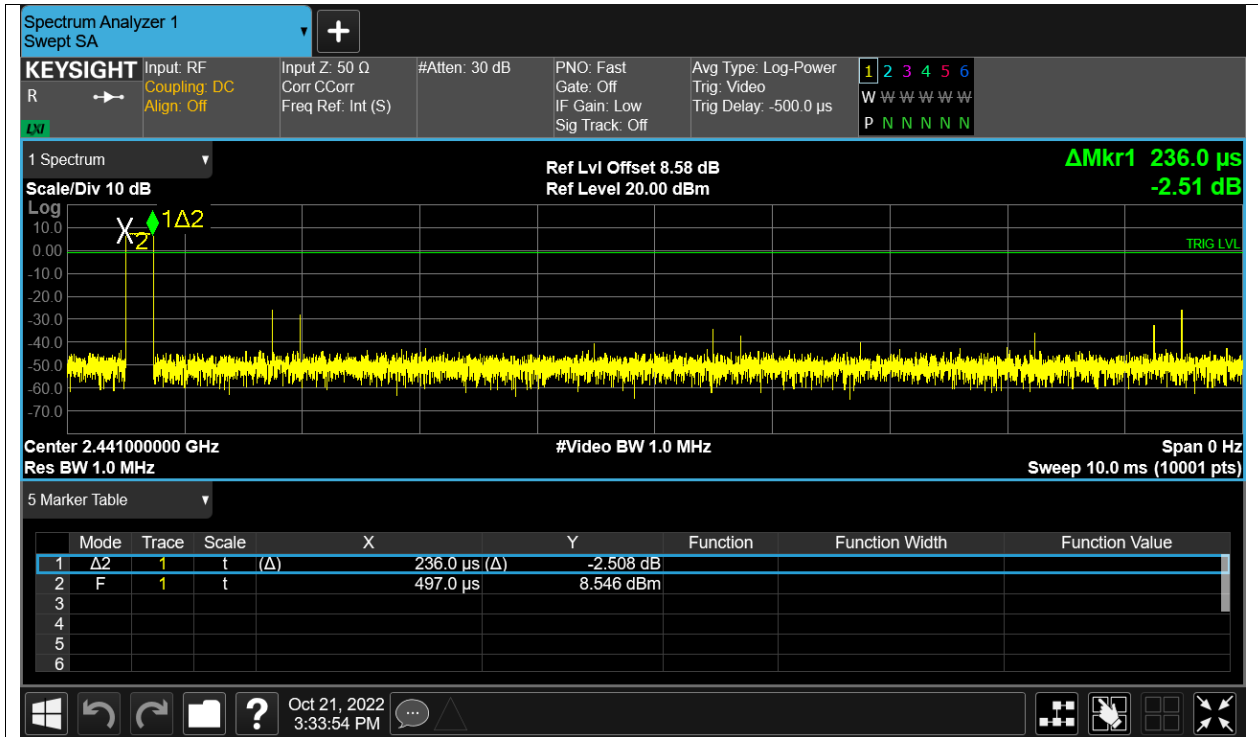 Spectrum Analyzer 1
Swept SA
KEYSIGHT Input: RF Input Z: 50 Ω #Atten: 30 dB PNO: Fast Avg Type: Log-Power 1 2 3 4 5 6
R Coupling: DC Corr CCorr Gate: Off Trig: Video W W W W W W
Align: Off Freq Ref: Int (S) IF Gain: Low Trig Delay: -500.0 µs
LXI Sig Track: Off P N N N N N
1 Spectrum Ref Lvl Offset 8.58 dB ΔMkr1 236.0 µs
Scale/Div 10 dB Ref Level 20.00 dBm -2.51 dB
Log
10.0 X 2 1Δ2
0.00 TRIG LVL
-10.0
-20.0
-30.0
-40.0
-50.0
-60.0
-70.0
Center 2.441000000 GHz #Video BW 1.0 MHz Span 0 Hz
Res BW 1.0 MHz Sweep 10.0 ms (10001 pts)
5 Marker Table
Mode Trace Scale X Y Function Function Width Function Value
1 Δ2 1 t (Δ) 236.0 µs (Δ) -2.508 dB
2 F 1 t 497.0 µs 8.546 dBm
3
4
5
6
? Oct 21, 2022
3:33:54 PM